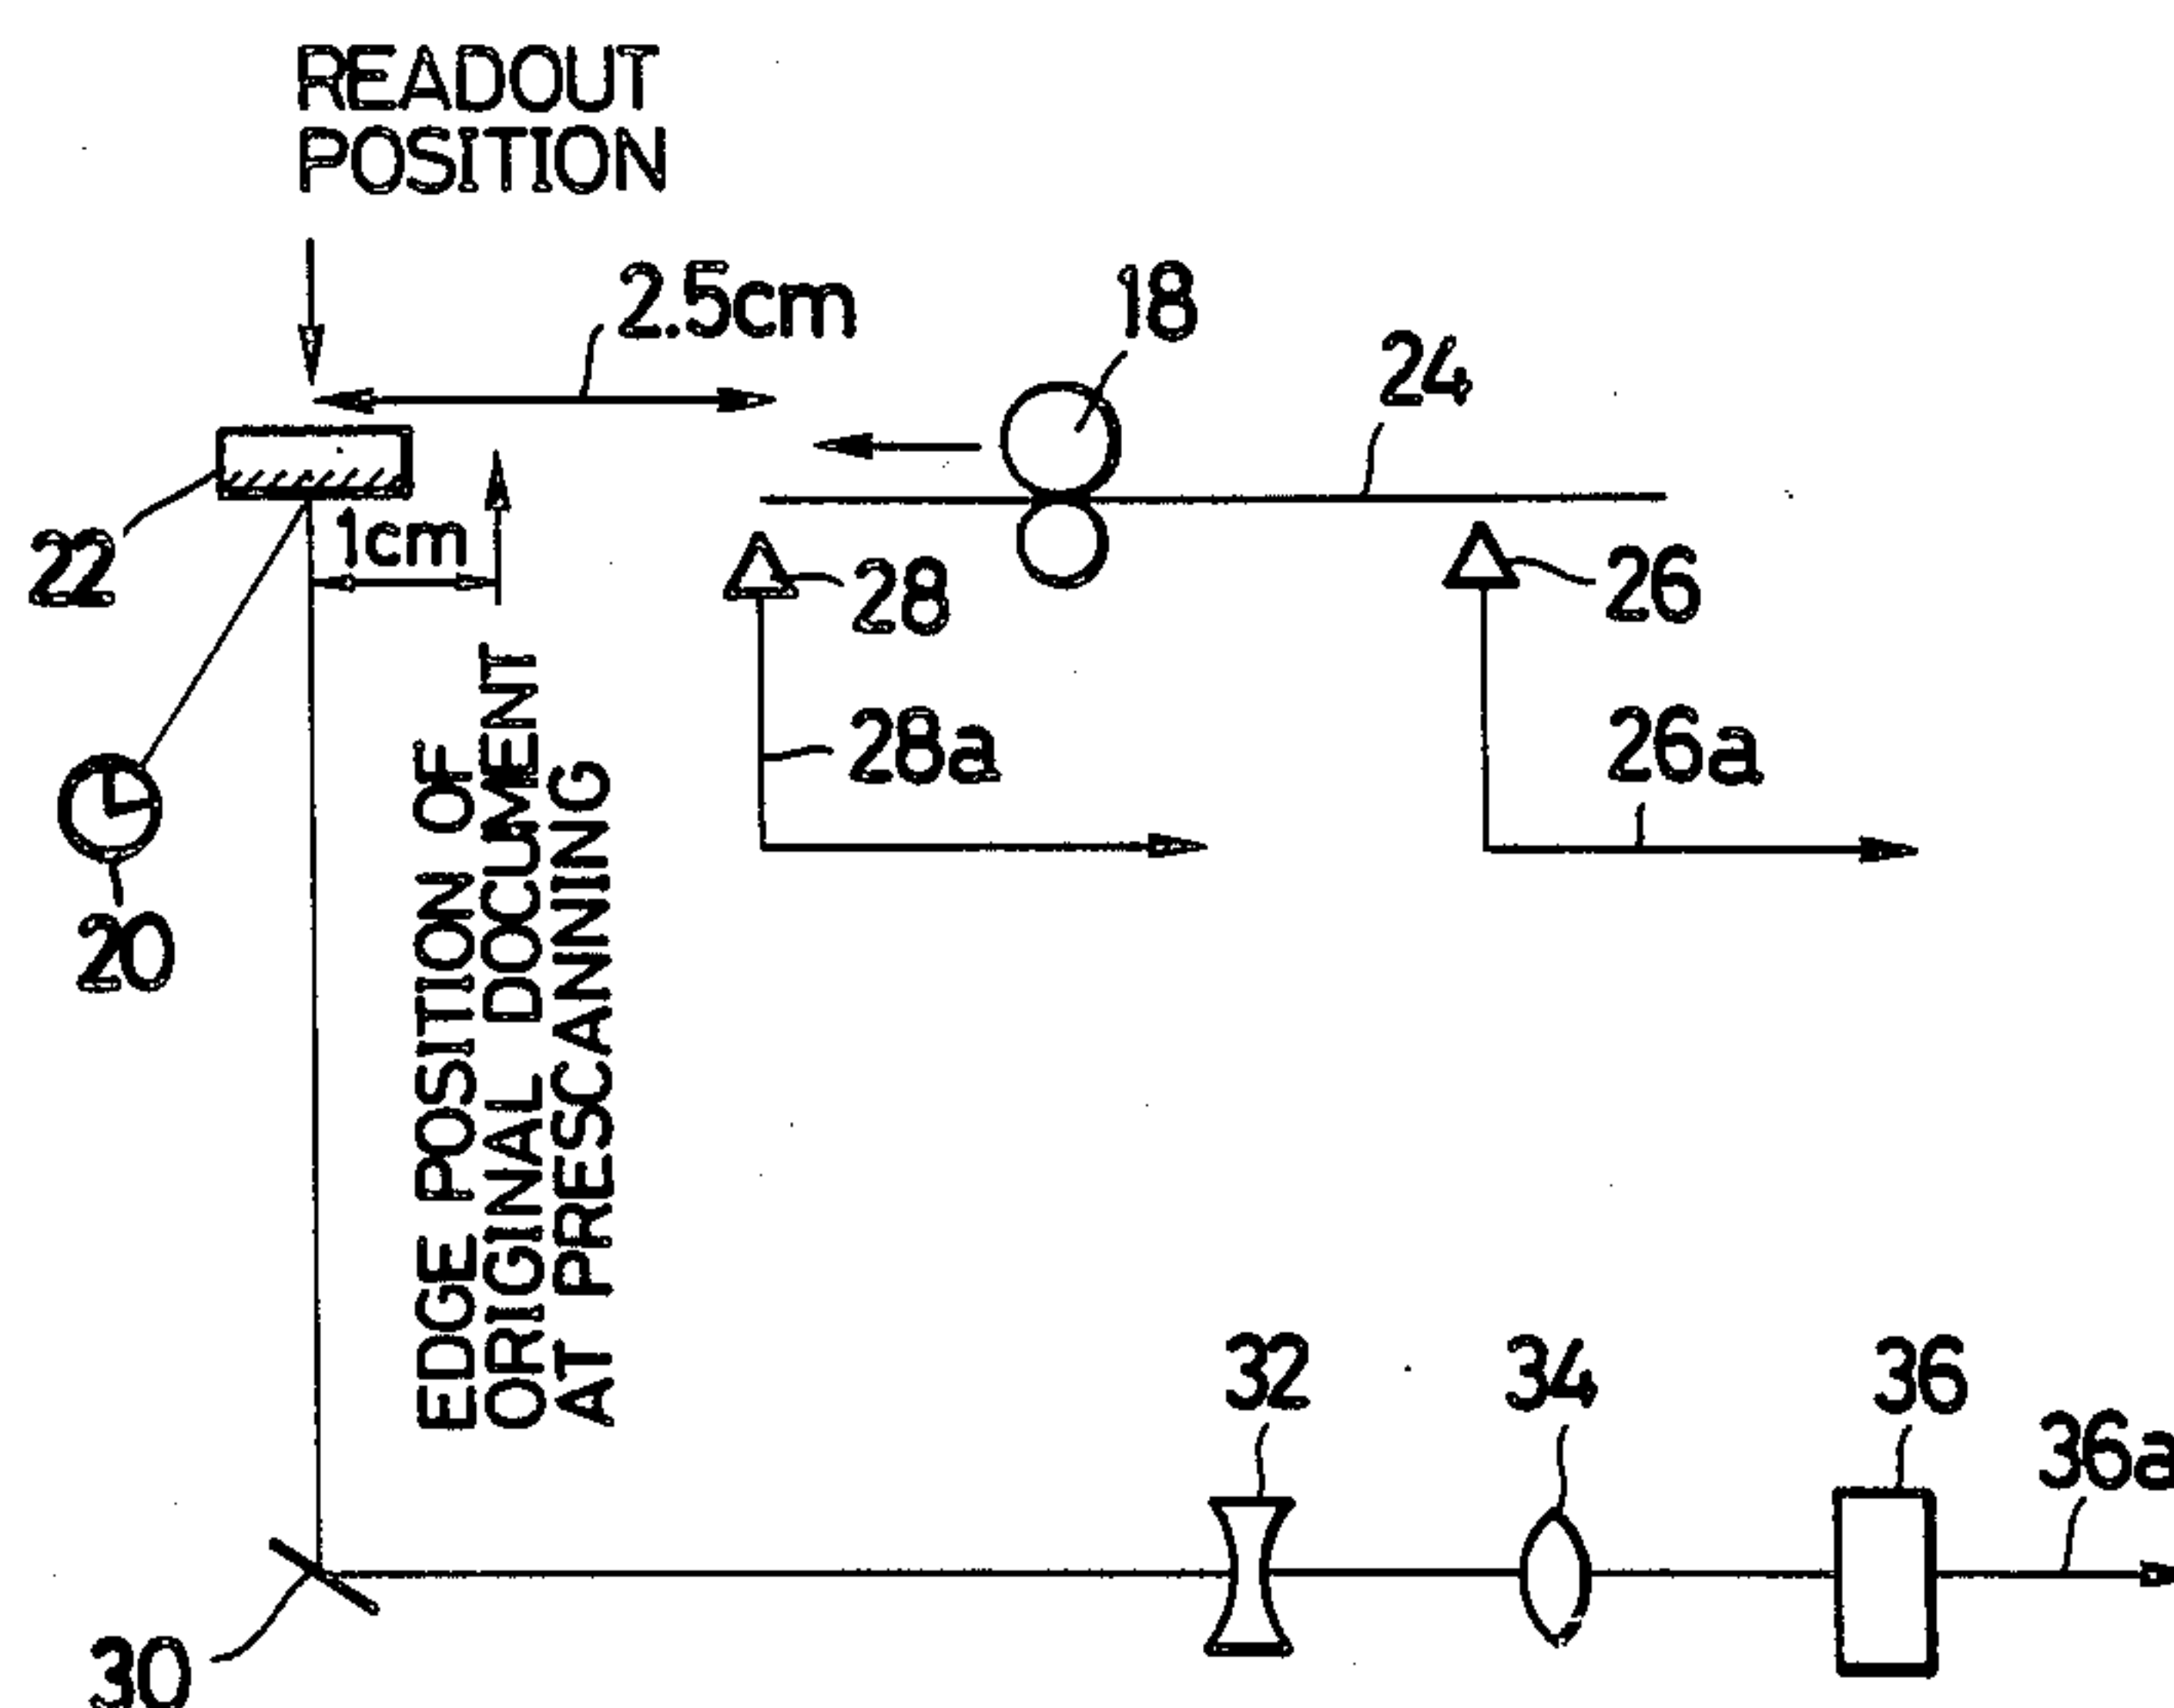 READOUT
POSITION
2.5cm
18
24
22
1cm
28
26
28a
26a
20
EDGE POSITION OF
ORIGINAL DOCUMENT
AT PRESCANNING
32
34
36
36a
30